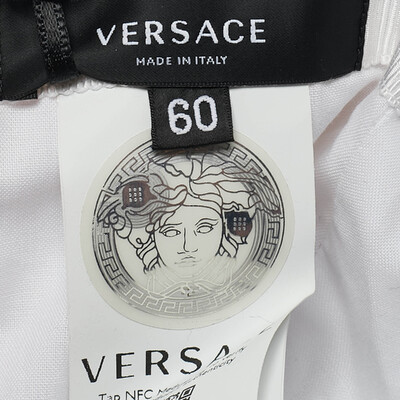 VERSACE
MADE IN ITALY
60
VERSA
Tap NFC